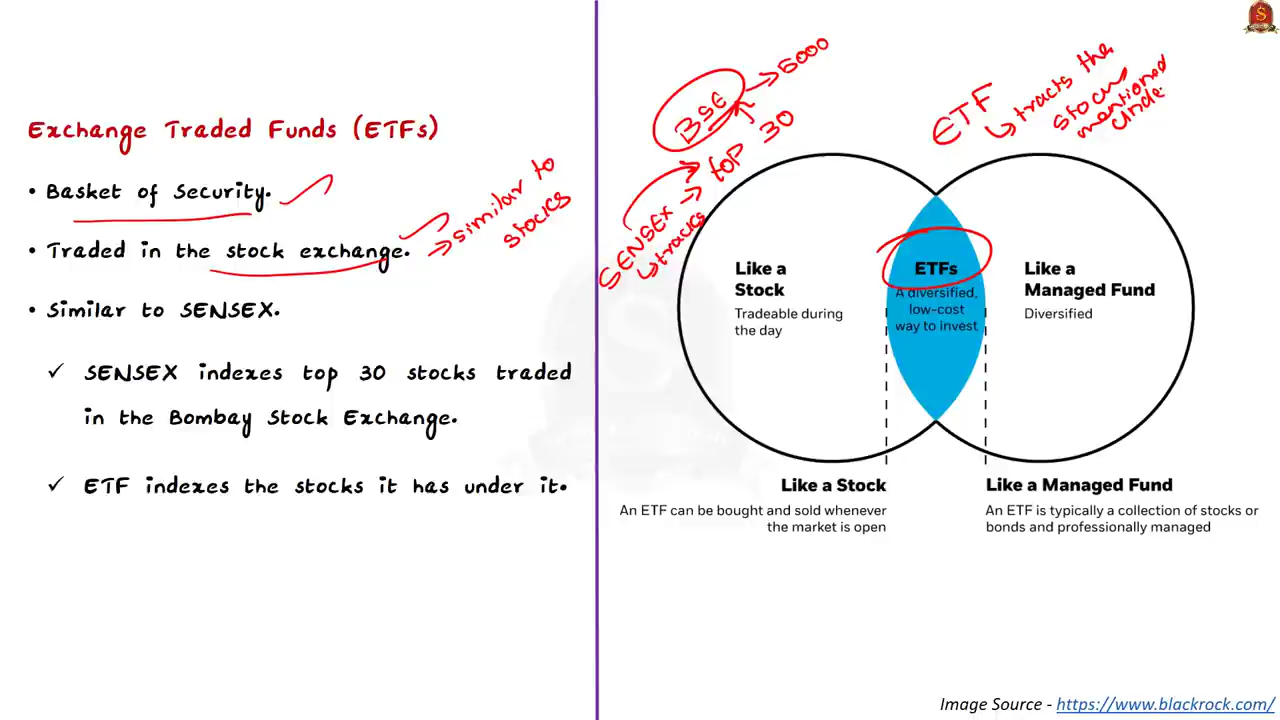 Exchange Traded Funds (ETFs)
• Basket of Security.
• Traded in the stock exchange.
similar to
stocks
• Similar to SENSEX.
✓ SENSEX indexes top 30 stocks traded
in the Bombay Stock Exchange.
✓ ETF indexes the stocks it has under it.
BSE → 5000
SENSEX → top 30
tracks
ETF
tracts the
mentioned
unde
Like a
Stock
Tradeable during
the day
ETFs
A diversified,
low-cost
way to invest
Like a
Managed Fund
Diversified
Like a Stock
An ETF can be bought and sold whenever
the market is open
Like a Managed Fund
An ETF is typically a collection of stocks or
bonds and professionally managed
Image Source - https://www.blackrock.com/